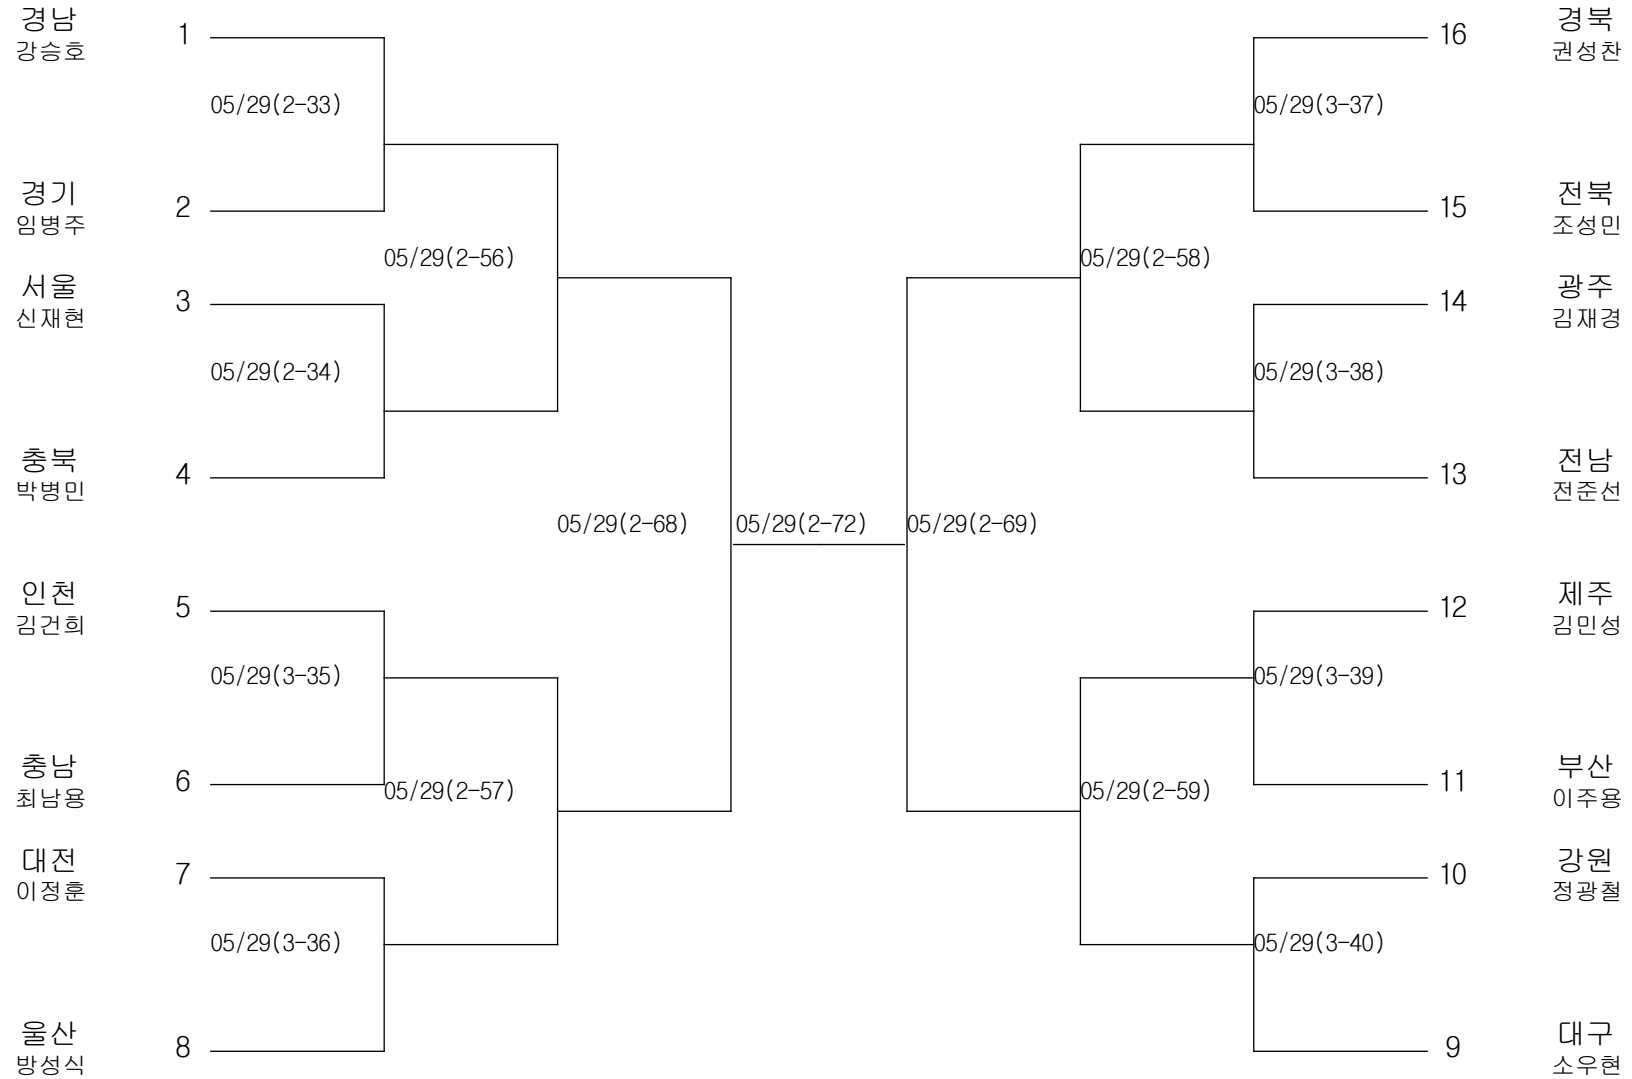 경남
강승호
1
05/29(2-33)
경기
임병주
2
05/29(2-56)
서울
신재현
3
05/29(2-34)
충북
박병민
4
05/29(2-68)
인천
김건희
5
05/29(3-35)
충남
최남용
6
05/29(2-57)
대전
이정훈
7
05/29(3-36)
울산
방성식
8
05/29(2-72)
16
경북
권성찬
05/29(3-37)
15
전북
조성민
05/29(2-58)
14
광주
김재경
05/29(3-38)
13
전남
전준선
05/29(2-69)
12
제주
김민성
05/29(3-39)
11
부산
이주용
05/29(2-59)
10
강원
정광철
05/29(3-40)
9
대구
소우현